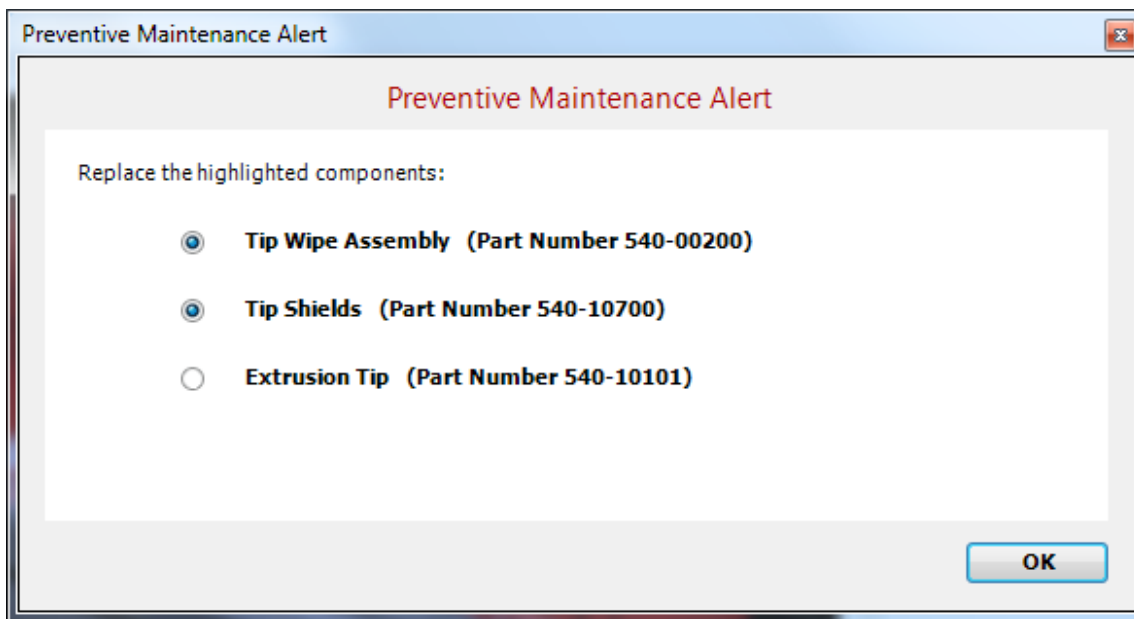 Preventive Maintenance Alert
Preventive Maintenance Alert
Replace the highlighted components:
Tip Wipe Assembly (Part Number 540-00200)
Tip Shields (Part Number 540-10700)
Extrusion Tip (Part Number 540-10101)
OK